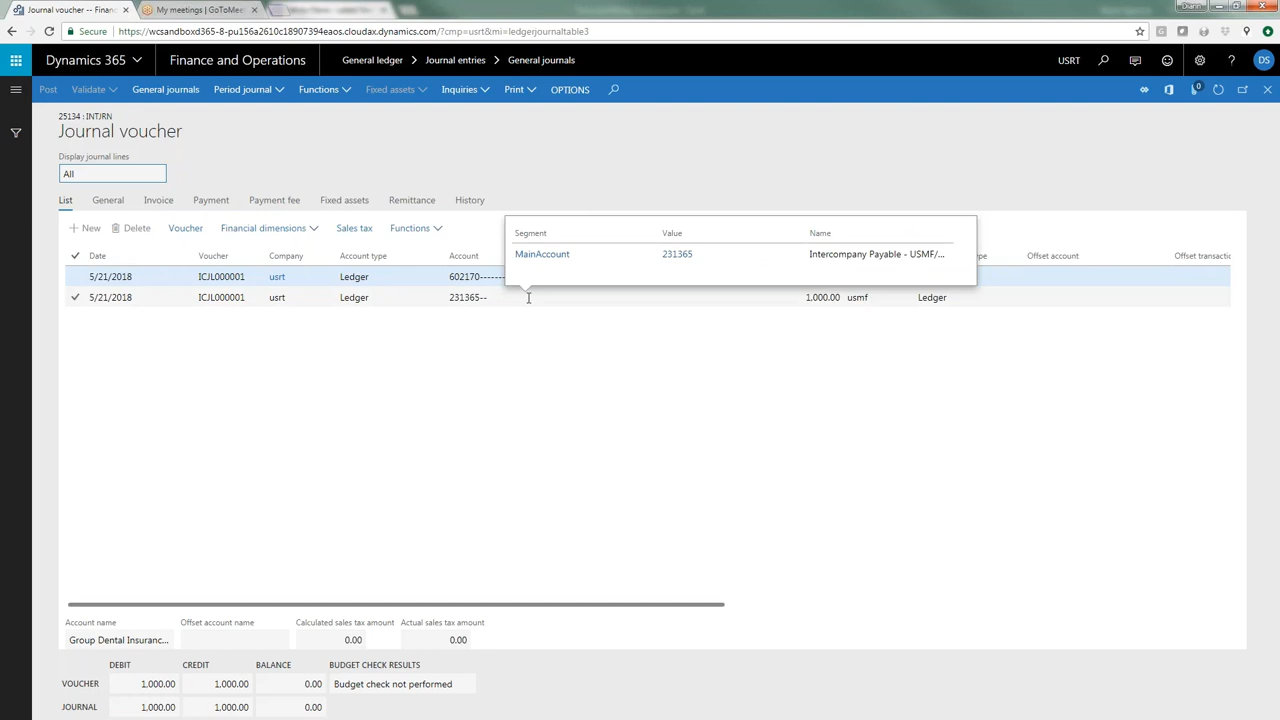 Journal voucher -- Financ
My meetings | GoToMee
Diann
Secure
https://wcsandboxd365-8-pu156a2610c18907394eaos.cloudax.dynamics.com/?cmp=usrt&mi=ledgerjournaltable3
Dynamics 365
Finance and Operations
General ledger > Journal entries > General journals
USRT
DS
Post
Validate
General journals
Period journal
Functions
Fixed assets
Inquiries
Print
OPTIONS
0
25134 : INTJRN
Journal voucher
Display journal lines
All
List General Invoice Payment Payment fee Fixed assets Remittance History
New Delete Voucher Financial dimensions Sales tax Functions
Segment Value Name
MainAccount 231365 Intercompany Payable - USMF/...
Date Voucher Company Account type Account Offset account Offset transactic
5/21/2018 ICJL000001 usrt Ledger 602170-------
5/21/2018 ICJL000001 usrt Ledger 231365-- 1,000.00 usmf Ledger
Account name Offset account name Calculated sales tax amount Actual sales tax amount
Group Dental Insuranc... 0.00 0.00
DEBIT CREDIT BALANCE BUDGET CHECK RESULTS
VOUCHER 1,000.00 1,000.00 0.00 Budget check not performed
JOURNAL 1,000.00 1,000.00 0.00